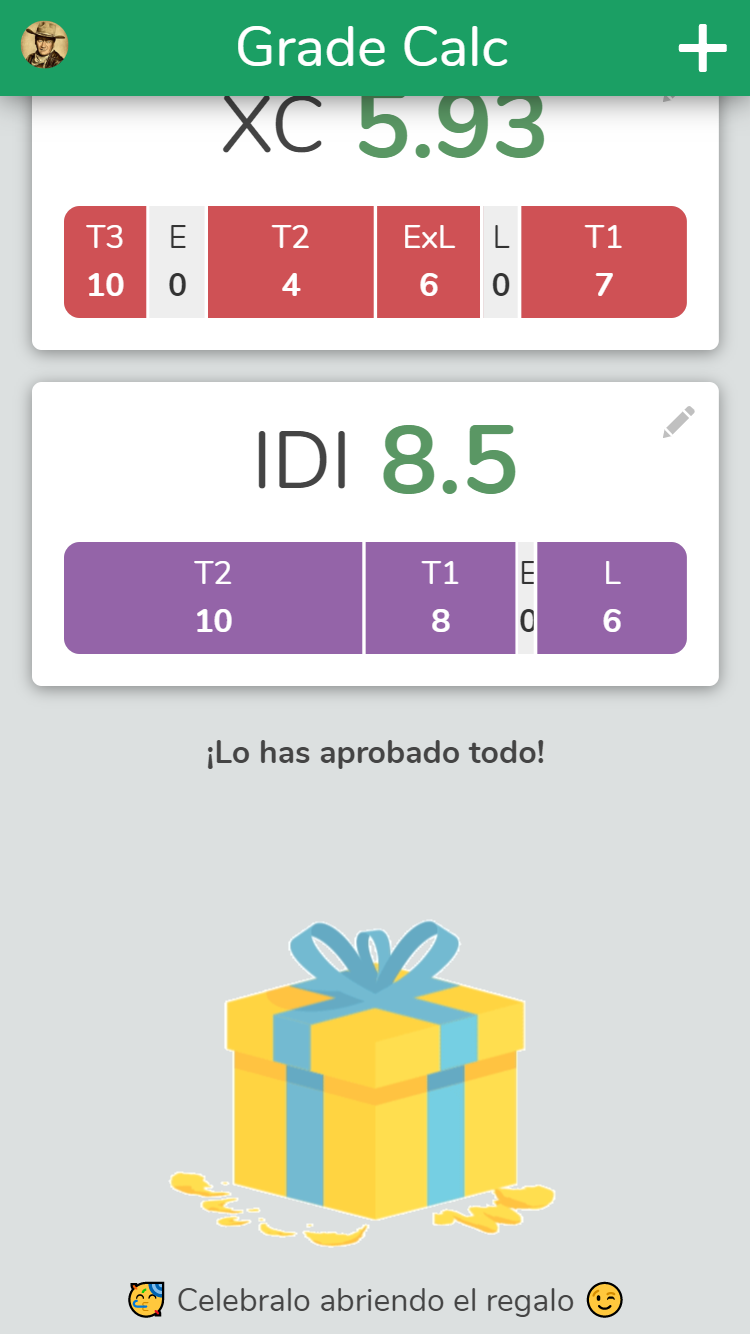 Grade Calc
XC 5.93
T3 E T2 ExL L T1
10 0 4 6 0 7
IDI 8.5
T2 T1 E L
10 8 0 6
¡Lo has aprobado todo!
Celebralo abriendo el regalo